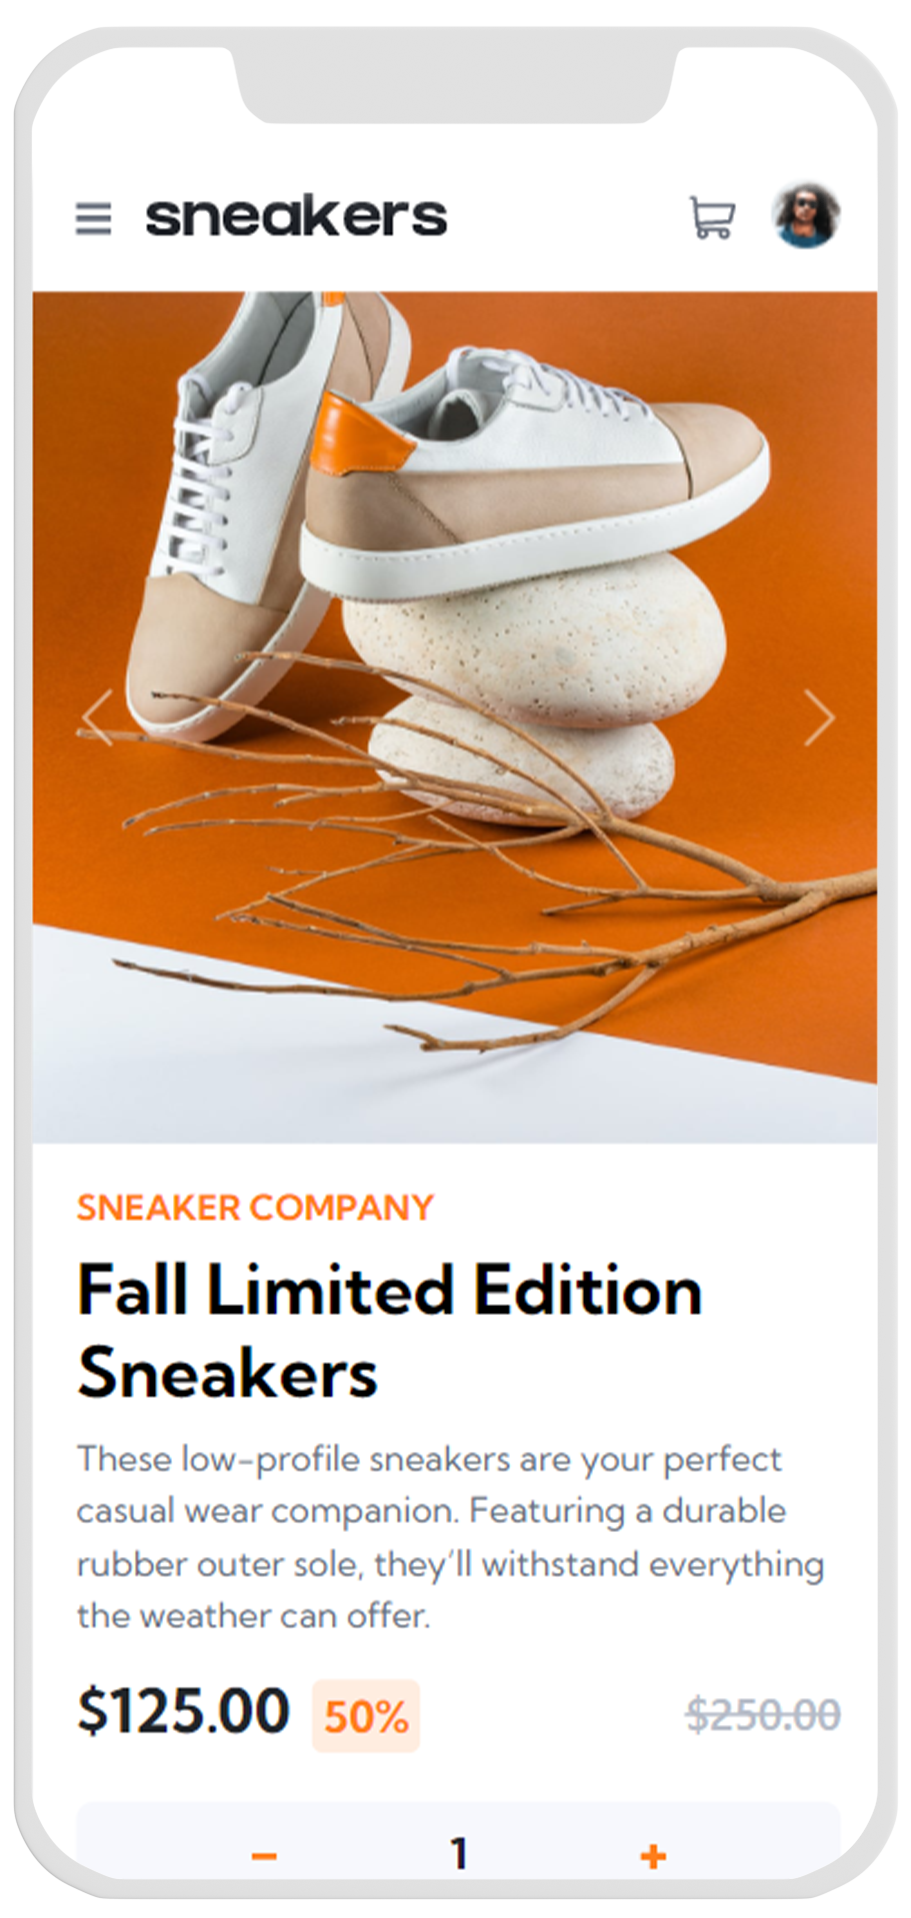 sneakers
SNEAKER COMPANY
Fall Limited Edition
Sneakers
These low-profile sneakers are your perfect
casual wear companion. Featuring a durable
rubber outer sole, they’ll withstand everything
the weather can offer.
$125.00 50% $250.00
− 1 +